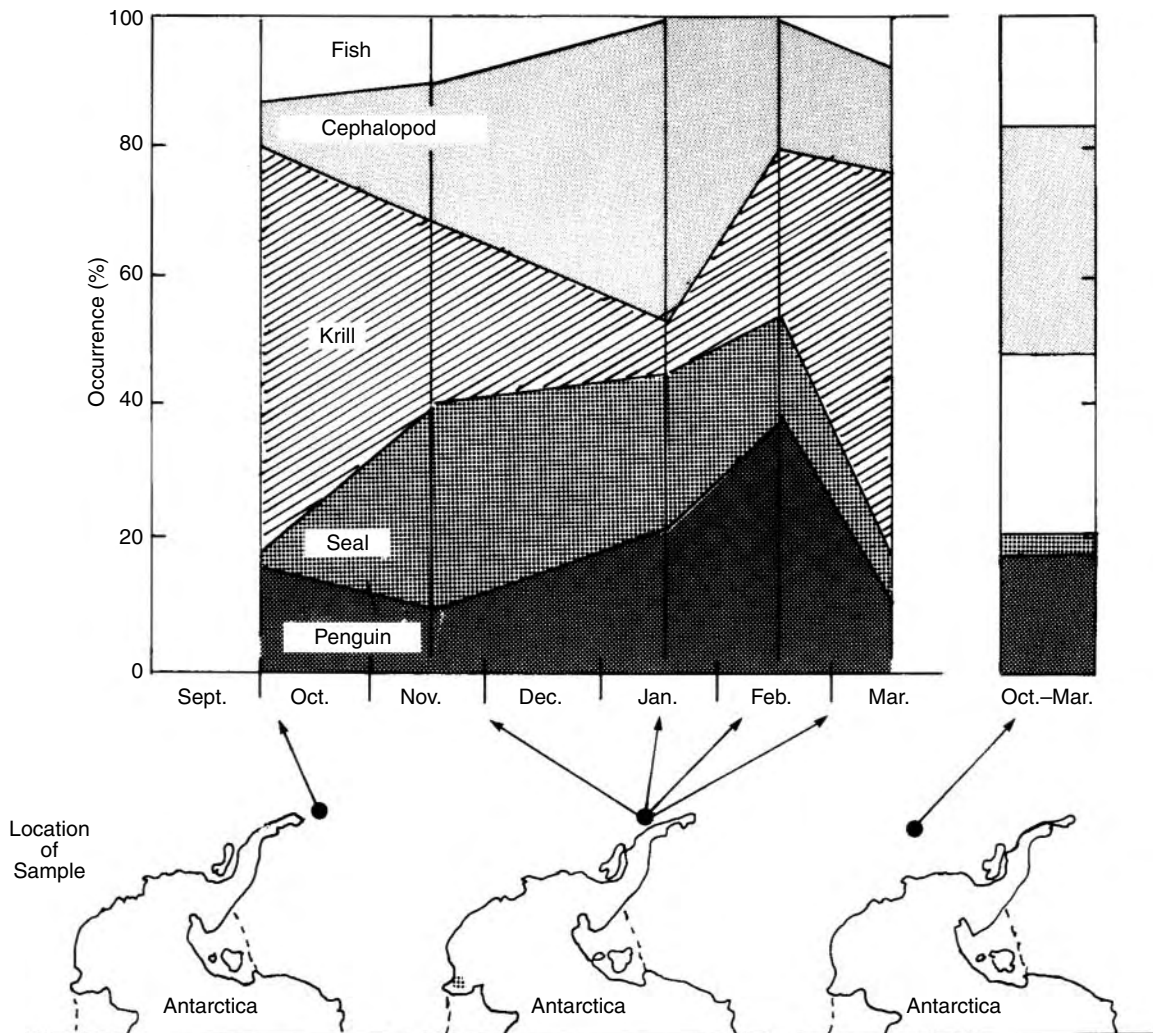 100
80
60
40
20
0
Occurrence (%)
Fish
Cephalopod
Krill
Seal
Penguin
Sept. Oct. Nov. Dec. Jan. Feb. Mar. Oct.–Mar.
Location
of
Sample
Antarctica Antarctica Antarctica